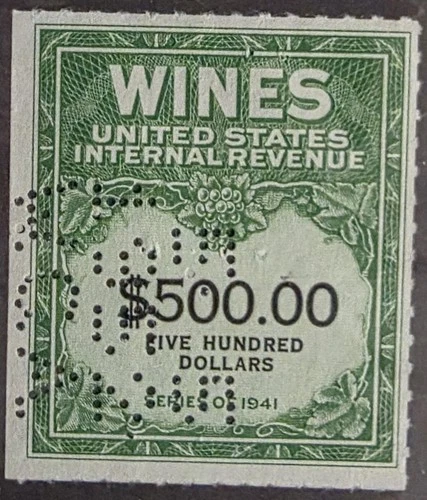 WINES
UNITED STATES
INTERNAL REVENUE
$500.00
FIVE HUNDRED
DOLLARS
SERIES OF 1941